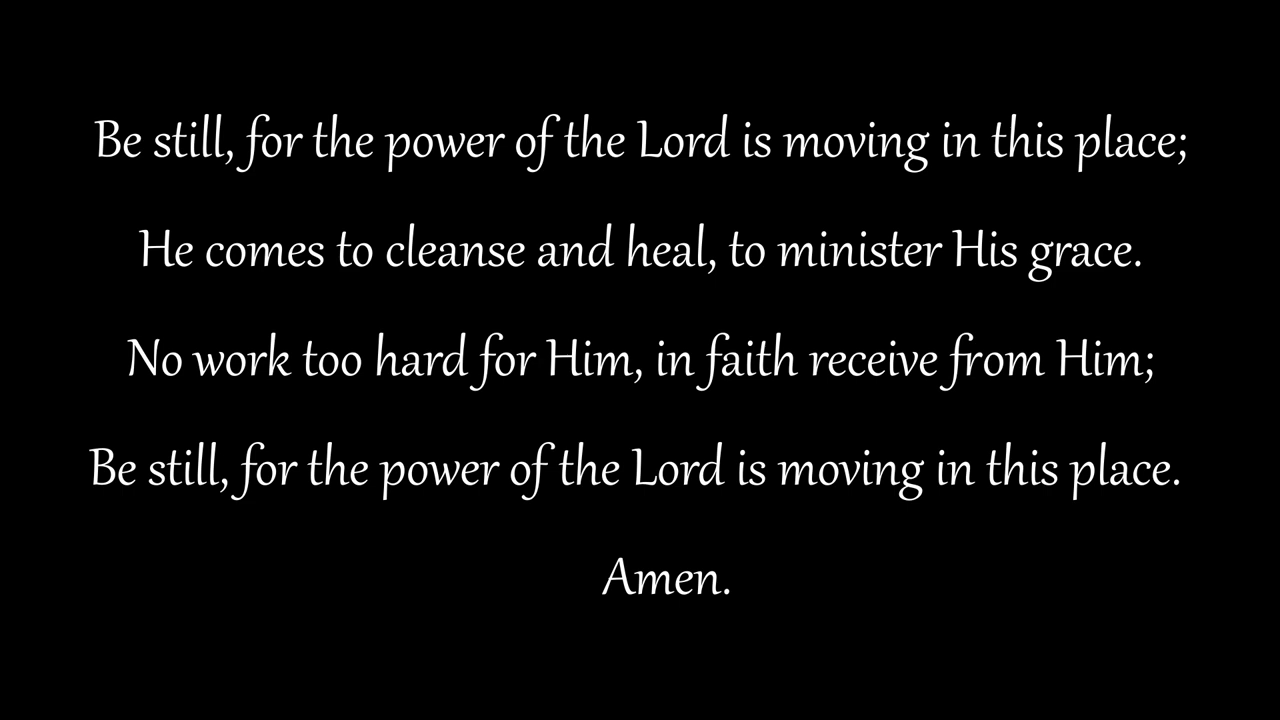 Be still, for the power of the Lord is moving in this place;
He comes to cleanse and heal, to minister His grace.
No work too hard for Him, in faith receive from Him;
Be still, for the power of the Lord is moving in this place.
Amen.